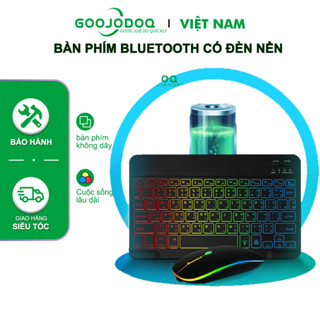 GOOJODOQ
GOOD JOB DO QUICKLY
VIỆT NAM
BÀN PHÍM BLUETOOTH CÓ ĐÈN NỀN
OQ
BẢO HÀNH
bàn phím
không dây
GIAO HÀNG
SIÊU TỐC
Cuộc sống
lâu dài